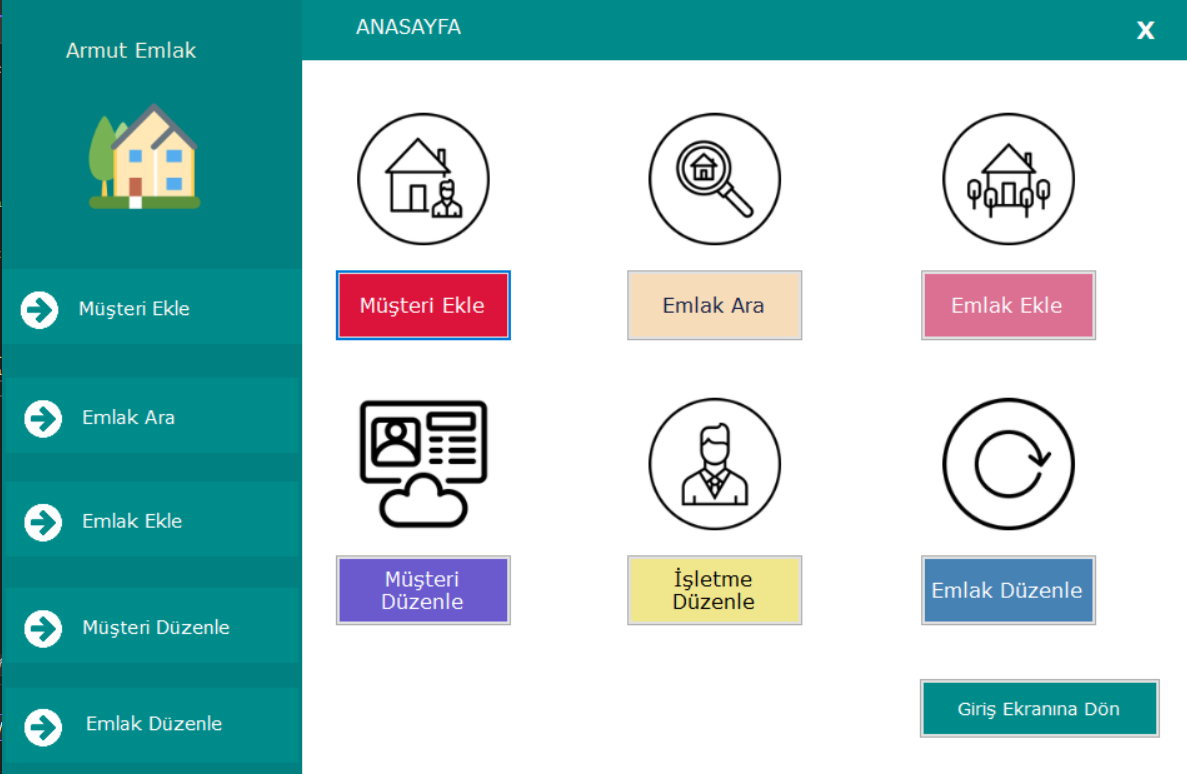 Armut Emlak
Müşteri Ekle
Emlak Ara
Emlak Ekle
Müşteri Düzenle
Emlak Düzenle
ANASAYFA
X
Müşteri Ekle
Emlak Ara
Emlak Ekle
Müşteri
Düzenle
İşletme
Düzenle
Emlak Düzenle
Giriş Ekranına Dön